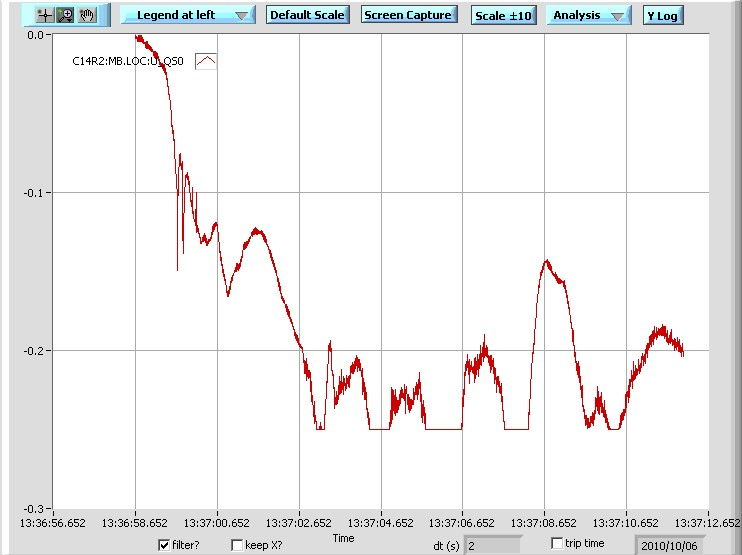 Legend at left Default Scale Screen Capture Scale ±10 Analysis Y Log
0.0
C14R2:MB.LOC:U_QS0
-0.1
-0.2
-0.3
13:36:56.652 13:36:58.652 13:37:00.652 13:37:02.652 13:37:04.652 13:37:06.652 13:37:08.652 13:37:10.652 13:37:12.652
Time
filter? keep X? dt (s) 2 trip time 2010/10/06